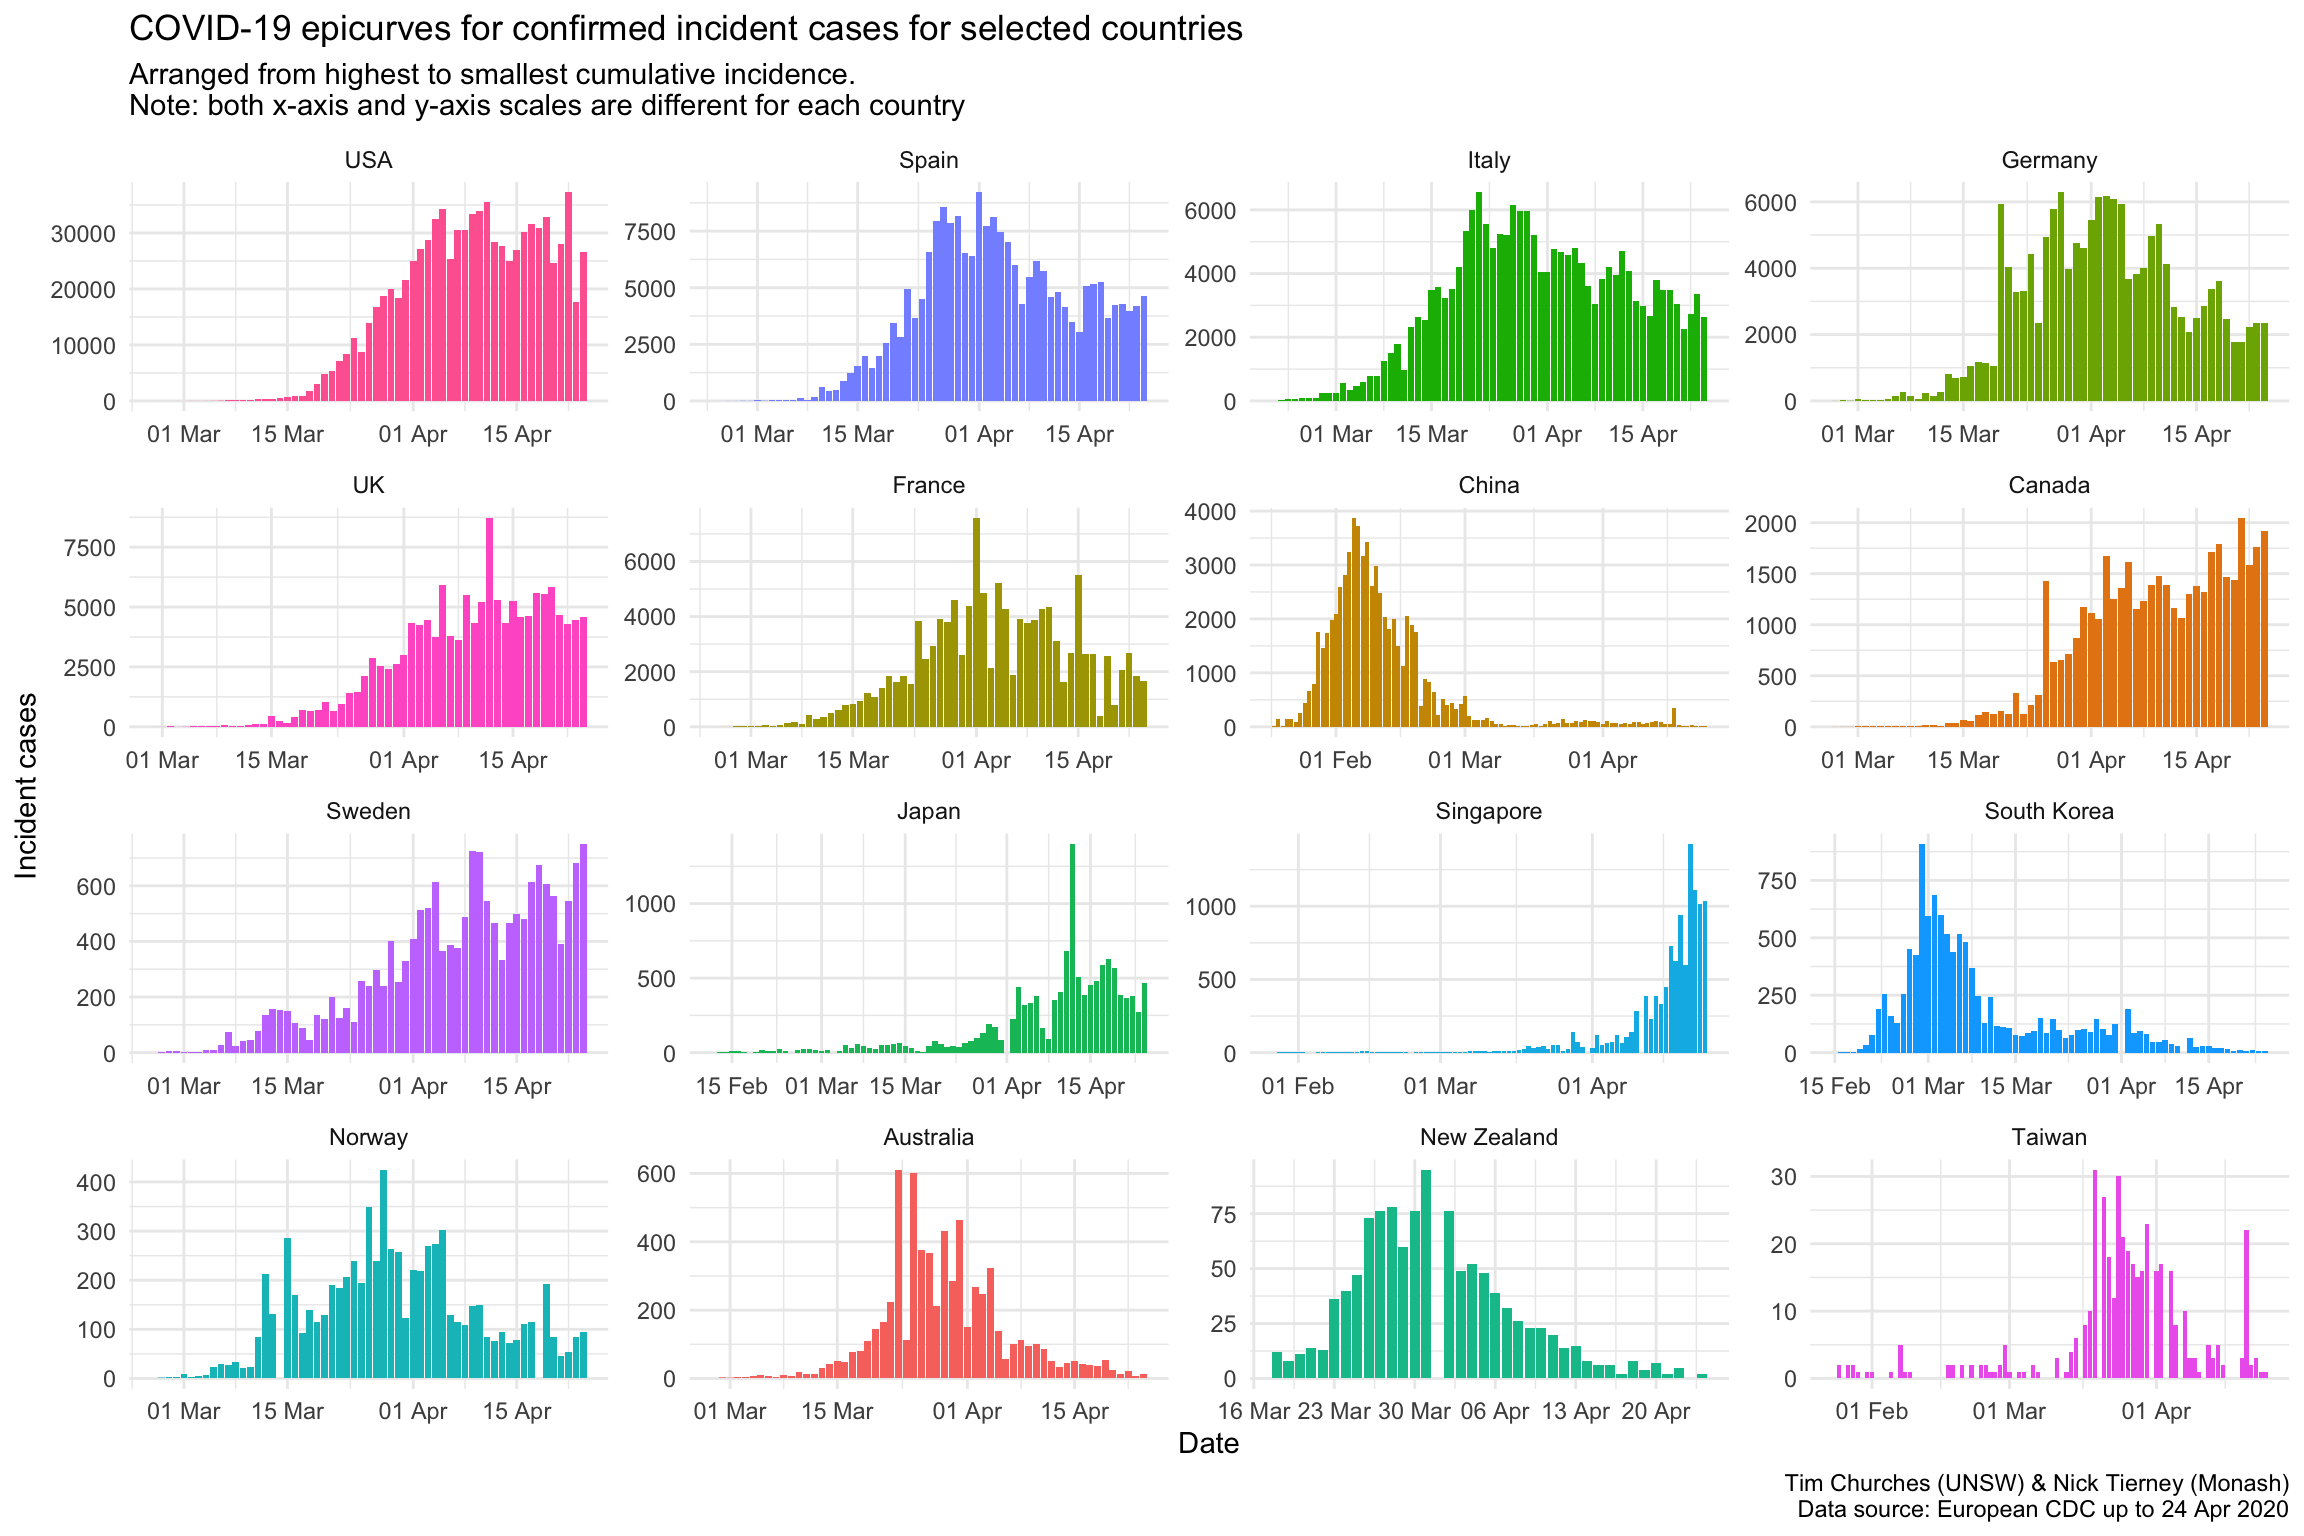 COVID-19 epicurves for confirmed incident cases for selected countries
Arranged from highest to smallest cumulative incidence.
Note: both x-axis and y-axis scales are different for each country
USA
30000
20000
10000
0
01 Mar 15 Mar 01 Apr 15 Apr
Spain
7500
5000
2500
0
01 Mar 15 Mar 01 Apr 15 Apr
Italy
6000
4000
2000
0
01 Mar 15 Mar 01 Apr 15 Apr
Germany
6000
4000
2000
0
01 Mar 15 Mar 01 Apr 15 Apr
UK
7500
5000
2500
0
01 Mar 15 Mar 01 Apr 15 Apr
France
6000
4000
2000
0
01 Mar 15 Mar 01 Apr 15 Apr
China
4000
3000
2000
1000
0
01 Feb 01 Mar 01 Apr
Canada
2000
1500
1000
500
0
01 Mar 15 Mar 01 Apr 15 Apr
Incident cases
Sweden
600
400
200
0
01 Mar 15 Mar 01 Apr 15 Apr
Japan
1000
500
0
15 Feb 01 Mar 15 Mar 01 Apr 15 Apr
Singapore
1000
500
0
01 Feb 01 Mar 01 Apr
South Korea
750
500
250
0
15 Feb 01 Mar 15 Mar 01 Apr 15 Apr
Norway
400
300
200
100
0
01 Mar 15 Mar 01 Apr 15 Apr
Australia
600
400
200
0
01 Mar 15 Mar 01 Apr 15 Apr
New Zealand
75
50
25
0
16 Mar 23 Mar 30 Mar 06 Apr 13 Apr 20 Apr
Taiwan
30
20
10
0
01 Feb 01 Mar 01 Apr
Date
Tim Churches (UNSW) & Nick Tierney (Monash)
Data source: European CDC up to 24 Apr 2020